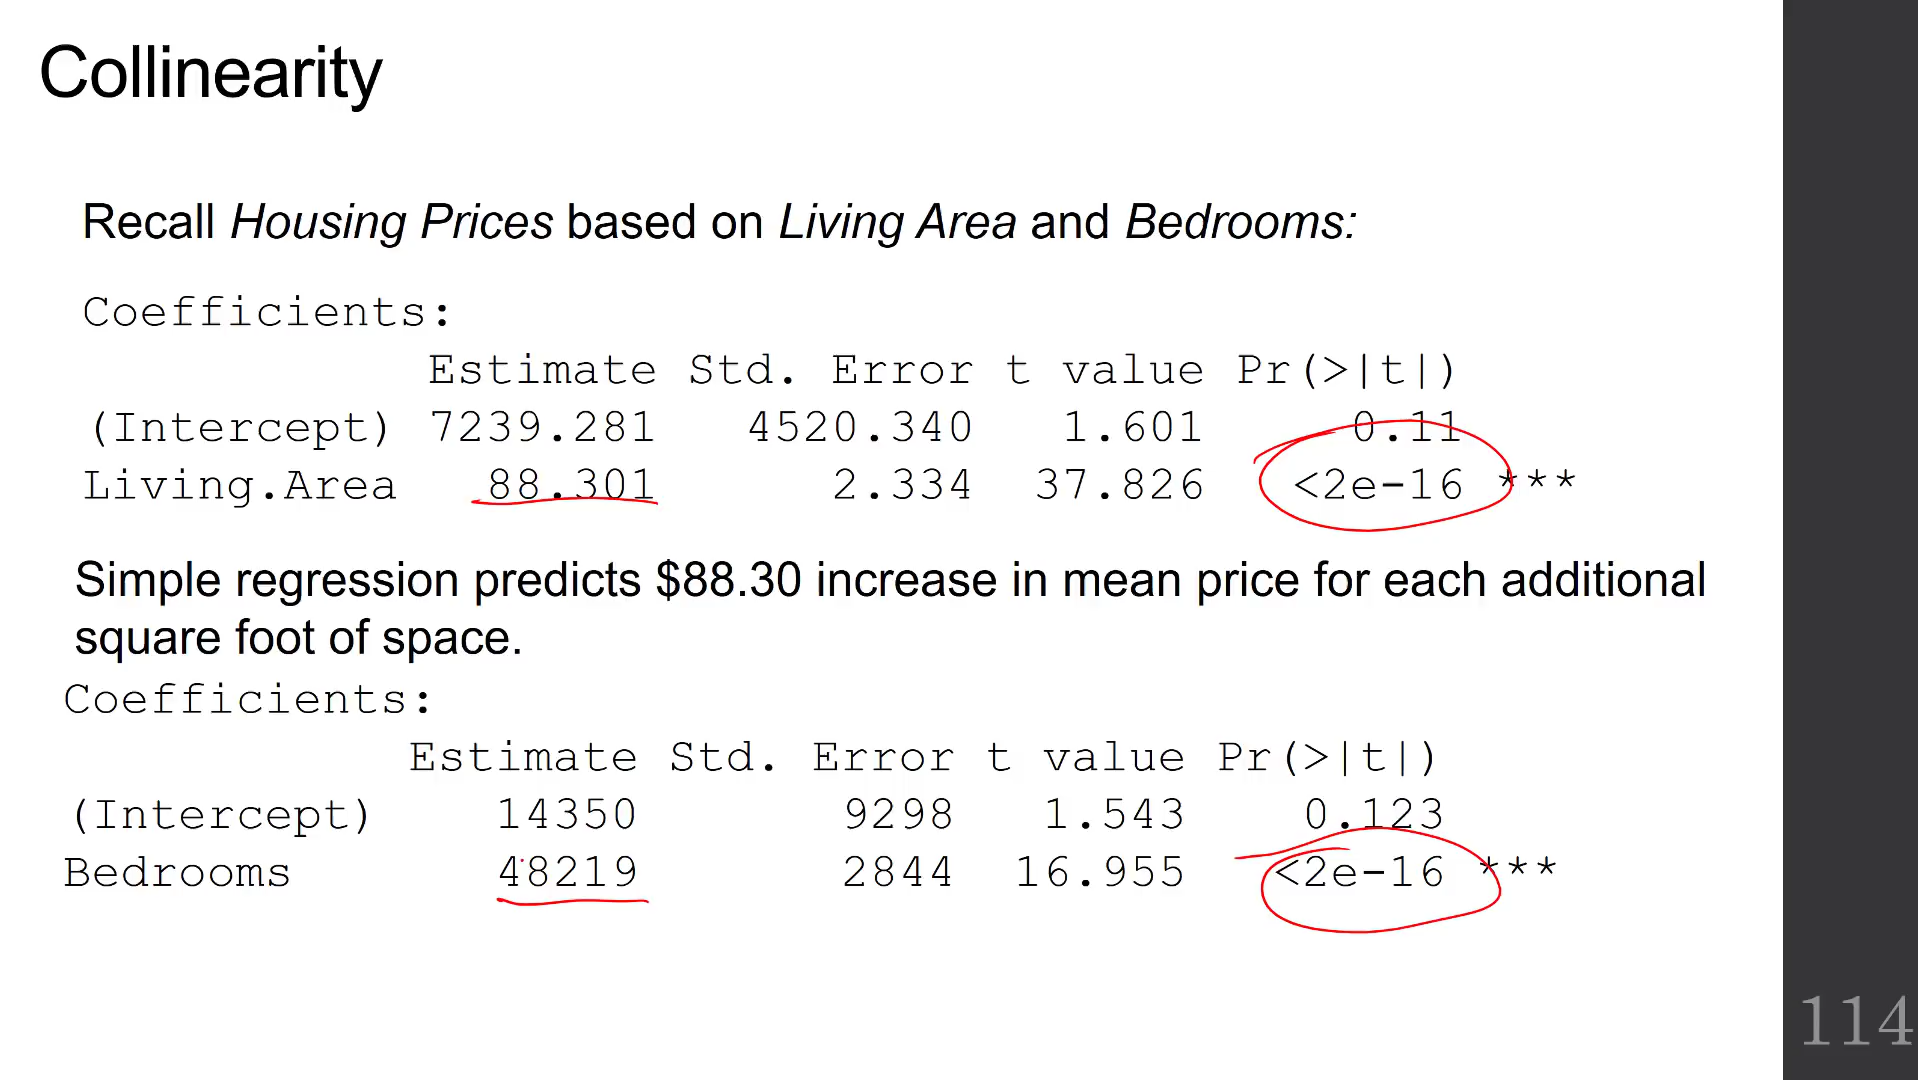 Collinearity
Recall Housing Prices based on Living Area and Bedrooms:
Coefficients:
Estimate Std. Error t value Pr(>|t|)
(Intercept) 7239.281 4520.340 1.601 0.11
Living.Area 88.301 2.334 37.826 <2e-16 ***
Simple regression predicts $88.30 increase in mean price for each additional
square foot of space.
Coefficients:
Estimate Std. Error t value Pr(>|t|)
(Intercept) 14350 9298 1.543 0.123
Bedrooms 48219 2844 16.955 <2e-16 ***
114